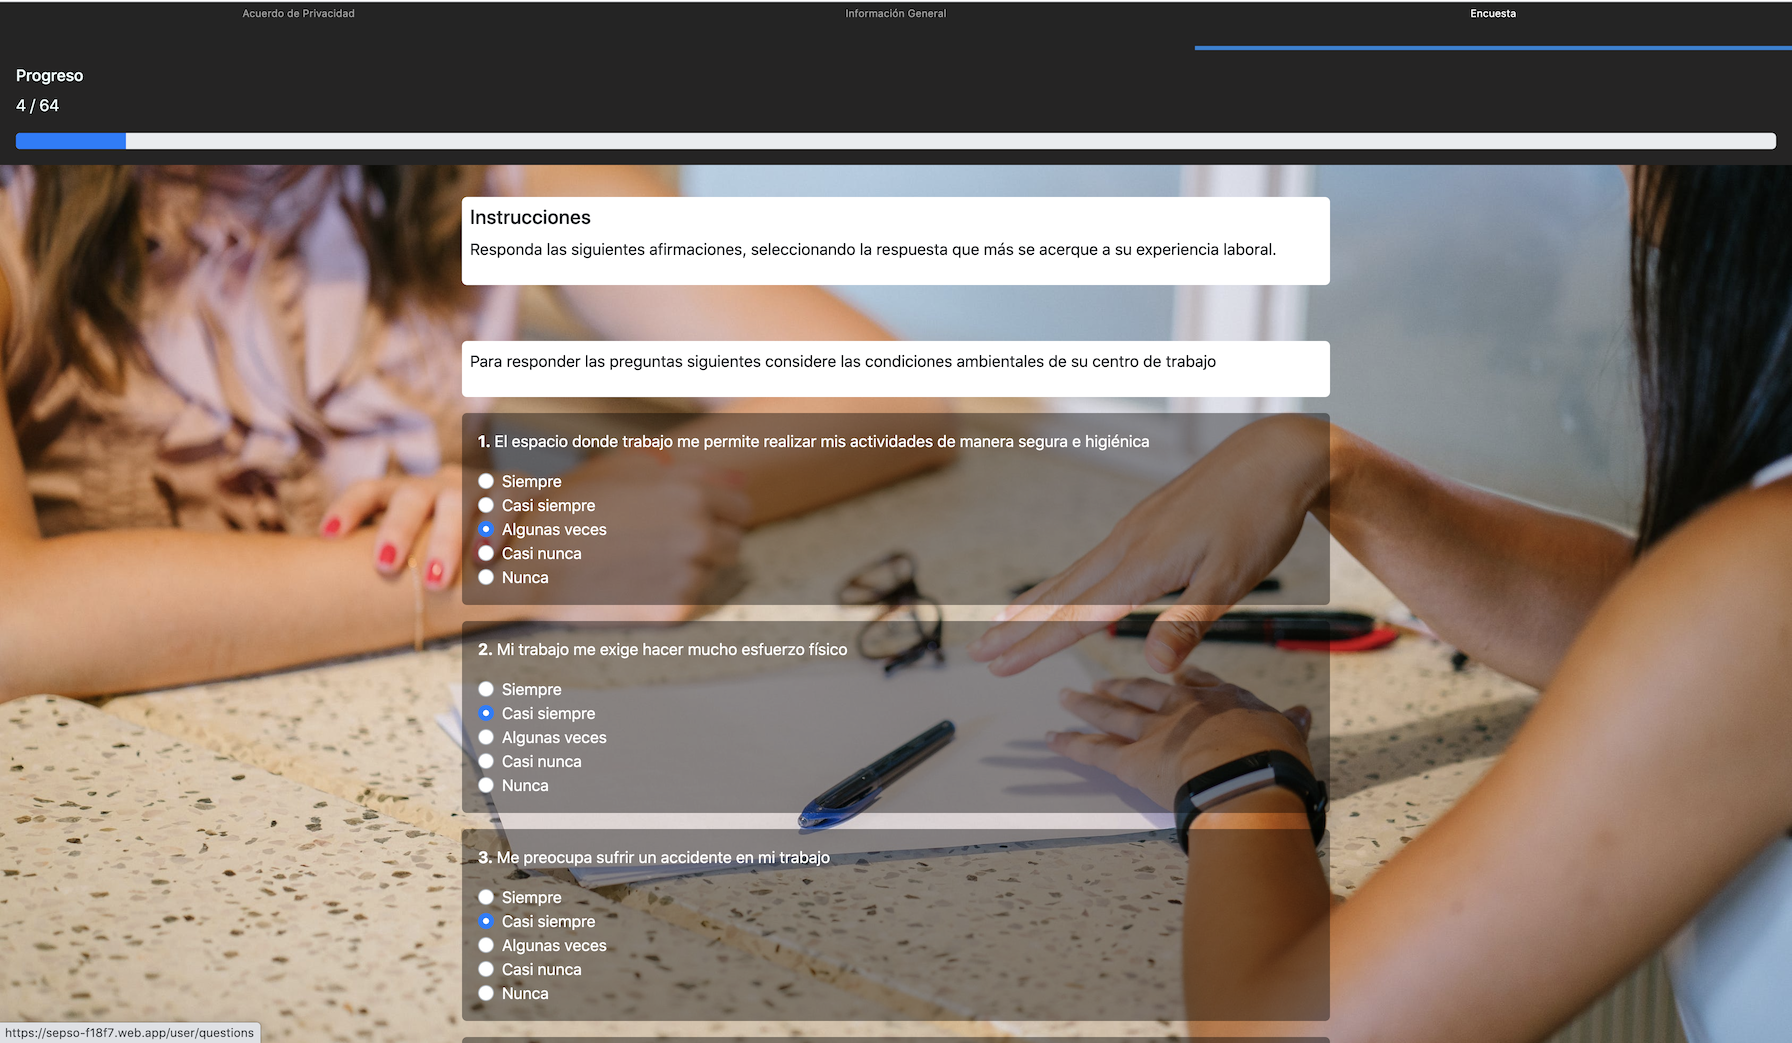 Acuerdo de Privacidad
Información General
Encuesta
Progreso
4 / 64
Instrucciones
Responda las siguientes afirmaciones, seleccionando la respuesta que más se acerque a su experiencia laboral.
Para responder las preguntas siguientes considere las condiciones ambientales de su centro de trabajo
1. El espacio donde trabajo me permite realizar mis actividades de manera segura e higiénica
Siempre
Casi siempre
Algunas veces
Casi nunca
Nunca
2. Mi trabajo me exige hacer mucho esfuerzo físico
Siempre
Casi siempre
Algunas veces
Casi nunca
Nunca
3. Me preocupa sufrir un accidente en mi trabajo
Siempre
Casi siempre
Algunas veces
Casi nunca
Nunca
https://sepso-f18f7.web.app/user/questions